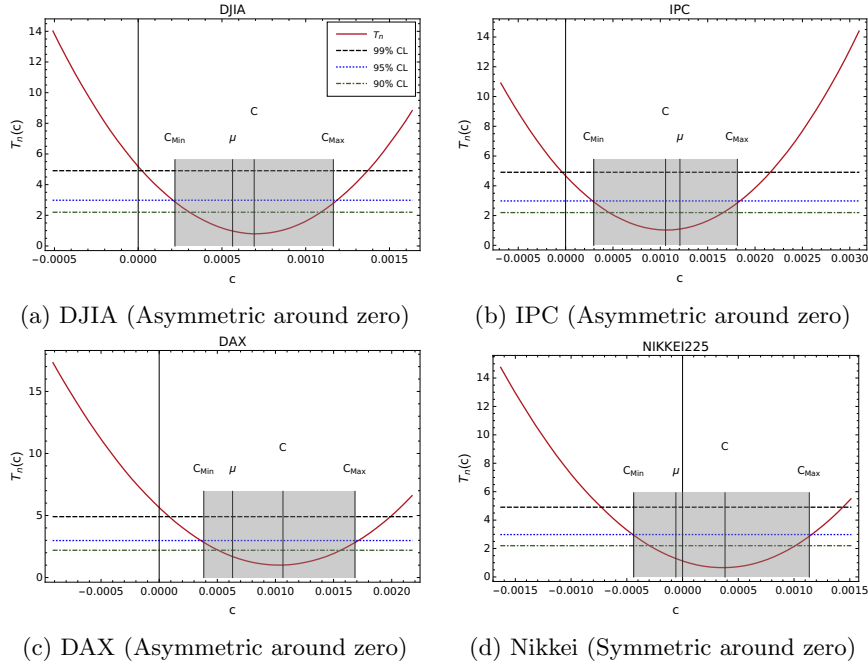 DJIA
T_n(c)
14
12
10
8
6
4
2
0
T_n
99% CL
95% CL
90% CL
C
C_Min
μ
C_Max
−0.0005
0.0000
0.0005
0.0010
0.0015
c
(a) DJIA (Asymmetric around zero)
IPC
T_n(c)
14
12
10
8
6
4
2
0
C
C_Min
μ
C_Max
−0.0005
0.0000
0.0005
0.0010
0.0015
0.0020
0.0025
0.0030
c
(b) IPC (Asymmetric around zero)
DAX
T_n(c)
15
10
5
0
C
C_Min
μ
C_Max
−0.0005
0.0000
0.0005
0.0010
0.0015
0.0020
c
(c) DAX (Asymmetric around zero)
NIKKEI225
T_n(c)
14
12
10
8
6
4
2
0
C
C_Min
μ
C_Max
−0.0015
−0.0010
−0.0005
0.0000
0.0005
0.0010
0.0015
c
(d) Nikkei (Symmetric around zero)